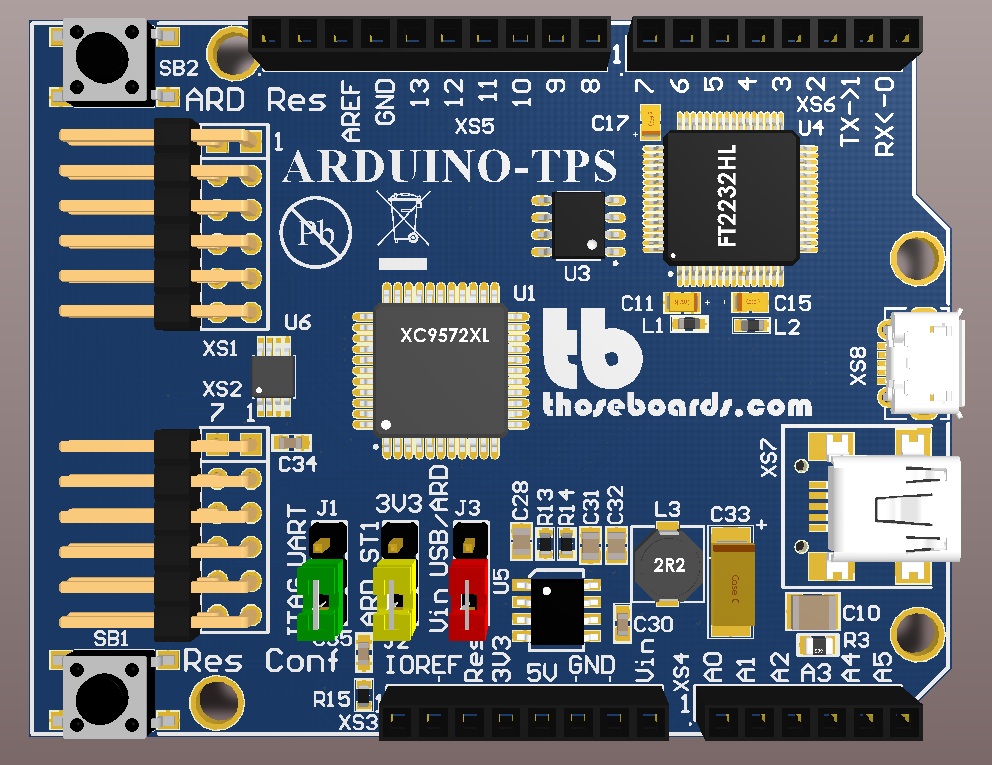 SB2
ARD Res
AREF
GND
13
12
11
10
9
8
XS5
1
7
6
5
4
3
2
TX->1
RX<-0
XS6
U4
C17
FT2232HL
1
ARDUINO-TPS
Pb
U3
C11
C15
L1
L2
U1
XC9572XL
tb
thoseboards.com
U6
XS1
XS2
7 1
C34
XS8
XS7
J1
3V3
J3
JTAG UART
ARD ST1
Vin USB/ARD
C28
R13
R14
C31
C32
L3
2R2
C33
+
Case C
U5
C30
C10
R3
SB1
Res Conf
C35
J2
R15
XS3
IOREF
Res
3V3
5V
GND
Vin
XS4
1
A0
A1
A2
A3
A4
A5